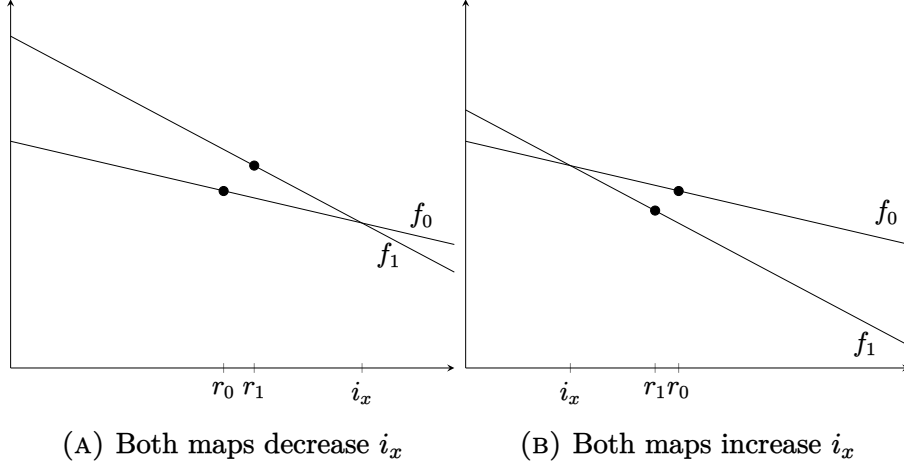 f₀
f₁
r₀ r₁ iₓ
(A) Both maps decrease iₓ
f₀
f₁
iₓ r₁ r₀
(B) Both maps increase iₓ